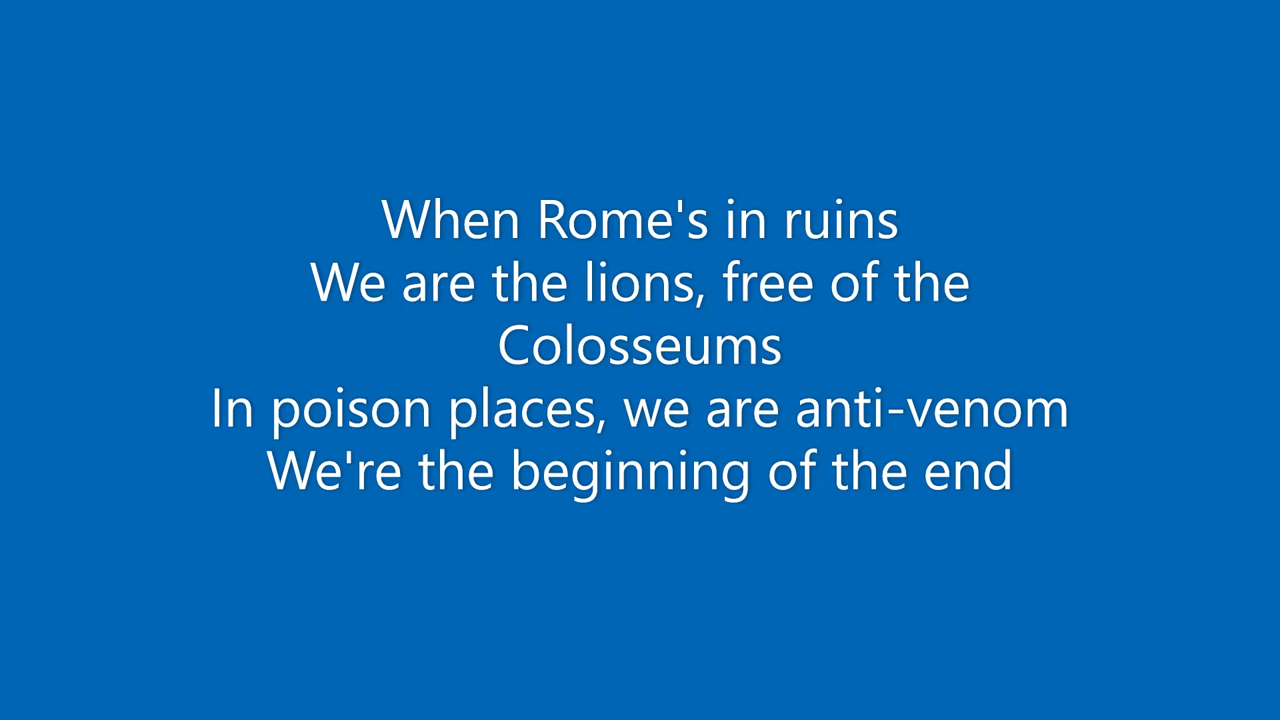 When Rome's in ruins
We are the lions, free of the
Colosseums
In poison places, we are anti-venom
We're the beginning of the end